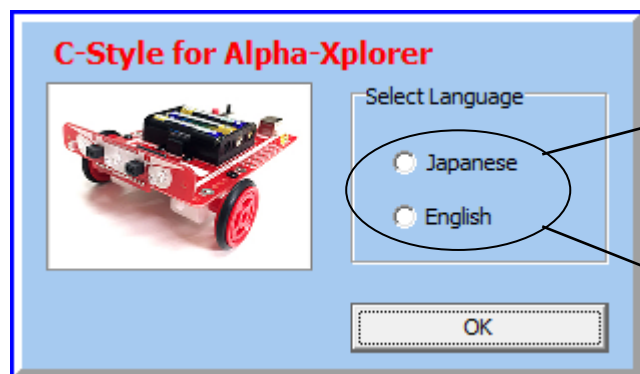 C-Style for Alpha-Xplorer
Select Language
Japanese
English
OK